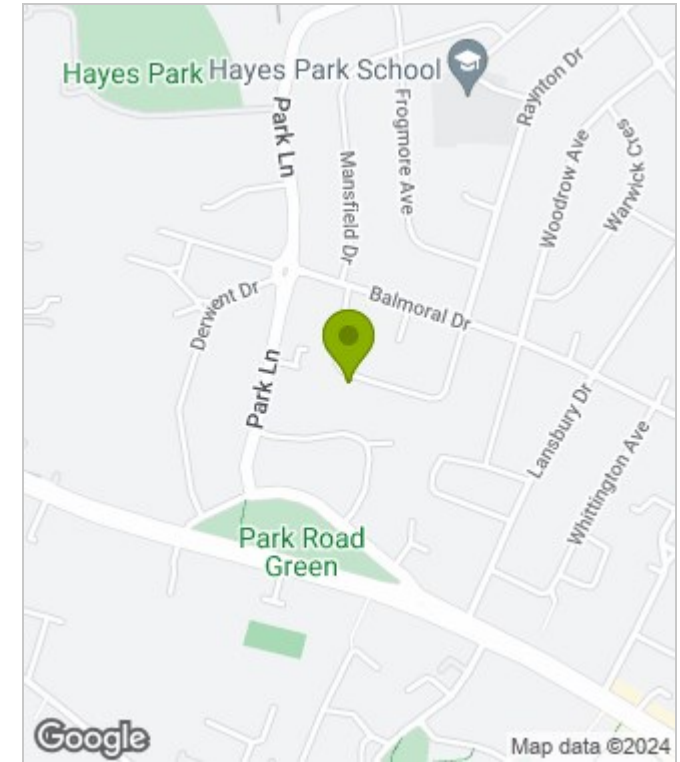 Hayes Park
Hayes Park School
Park Ln
Mansfield Dr
Frogmore Ave
Raynton Dr
Woodrow Ave
Warwick Cres
Derwent Dr
Balmoral Dr
Park Ln
Lansbury Dr
Whittington Ave
Park Road
Green
Google
Map data ©2024